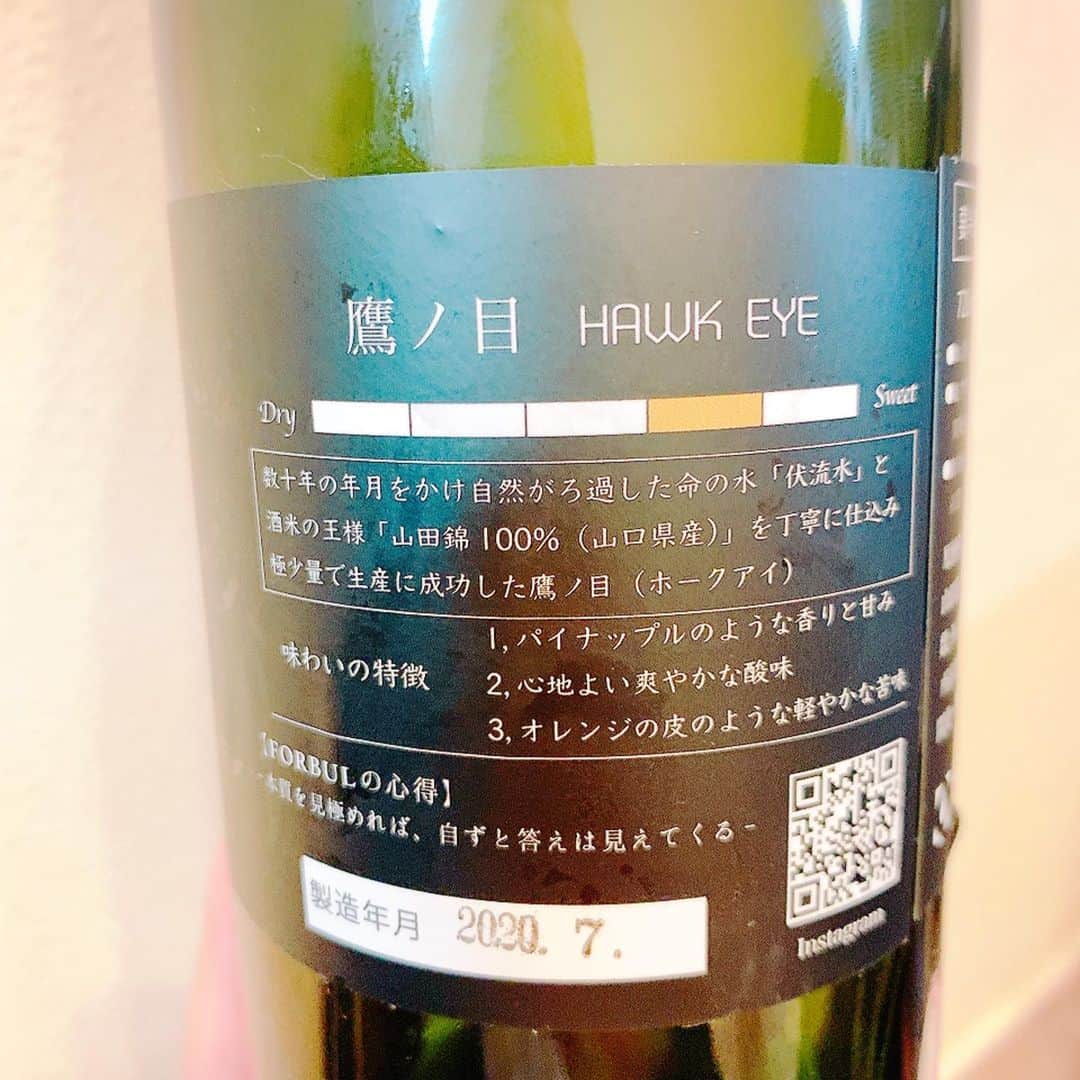 鷹ノ目 HAWK EYE
Dry Sweet
数十年の年月をかけ自然がろ過した命の水「伏流水」と
酒米の王様「山田錦100%（山口県産）」を丁寧に仕込み
極少量で生産に成功した鷹ノ目（ホークアイ）
味わいの特徴
1, パイナップルのような香りと甘み
2, 心地よい爽やかな酸味
3, オレンジの皮のような軽やかな苦味
【FORBULの心得】
-本質を見極めれば、自ずと答えは見えてくる-
製造年月 2020. 7.
Instagram